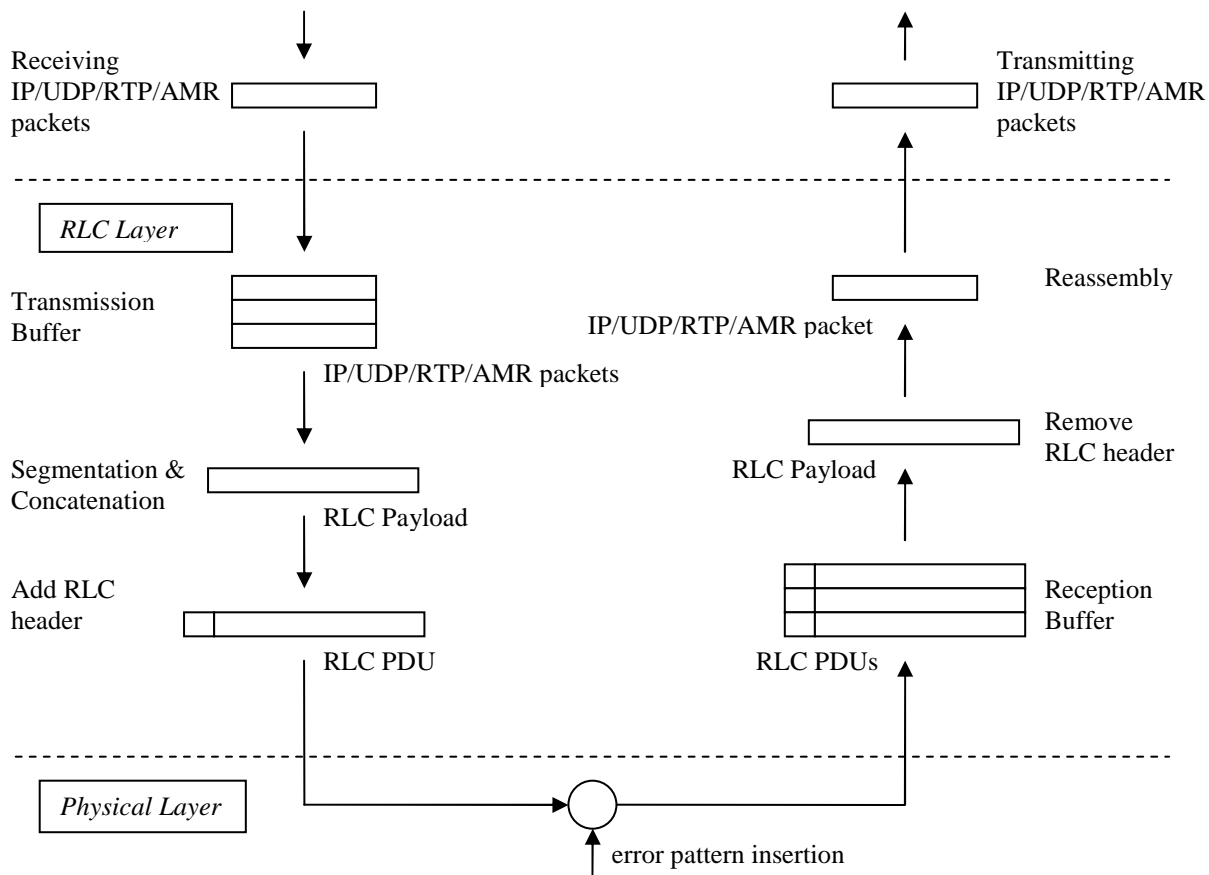 Receiving
IP/UDP/RTP/AMR
packets
Transmitting
IP/UDP/RTP/AMR
packets
RLC Layer
Transmission
Buffer
IP/UDP/RTP/AMR packets
Reassembly
IP/UDP/RTP/AMR packet
Segmentation &
Concatenation
RLC Payload
Remove
RLC header
RLC Payload
Add RLC
header
RLC PDU
Reception
Buffer
RLC PDUs
Physical Layer
error pattern insertion